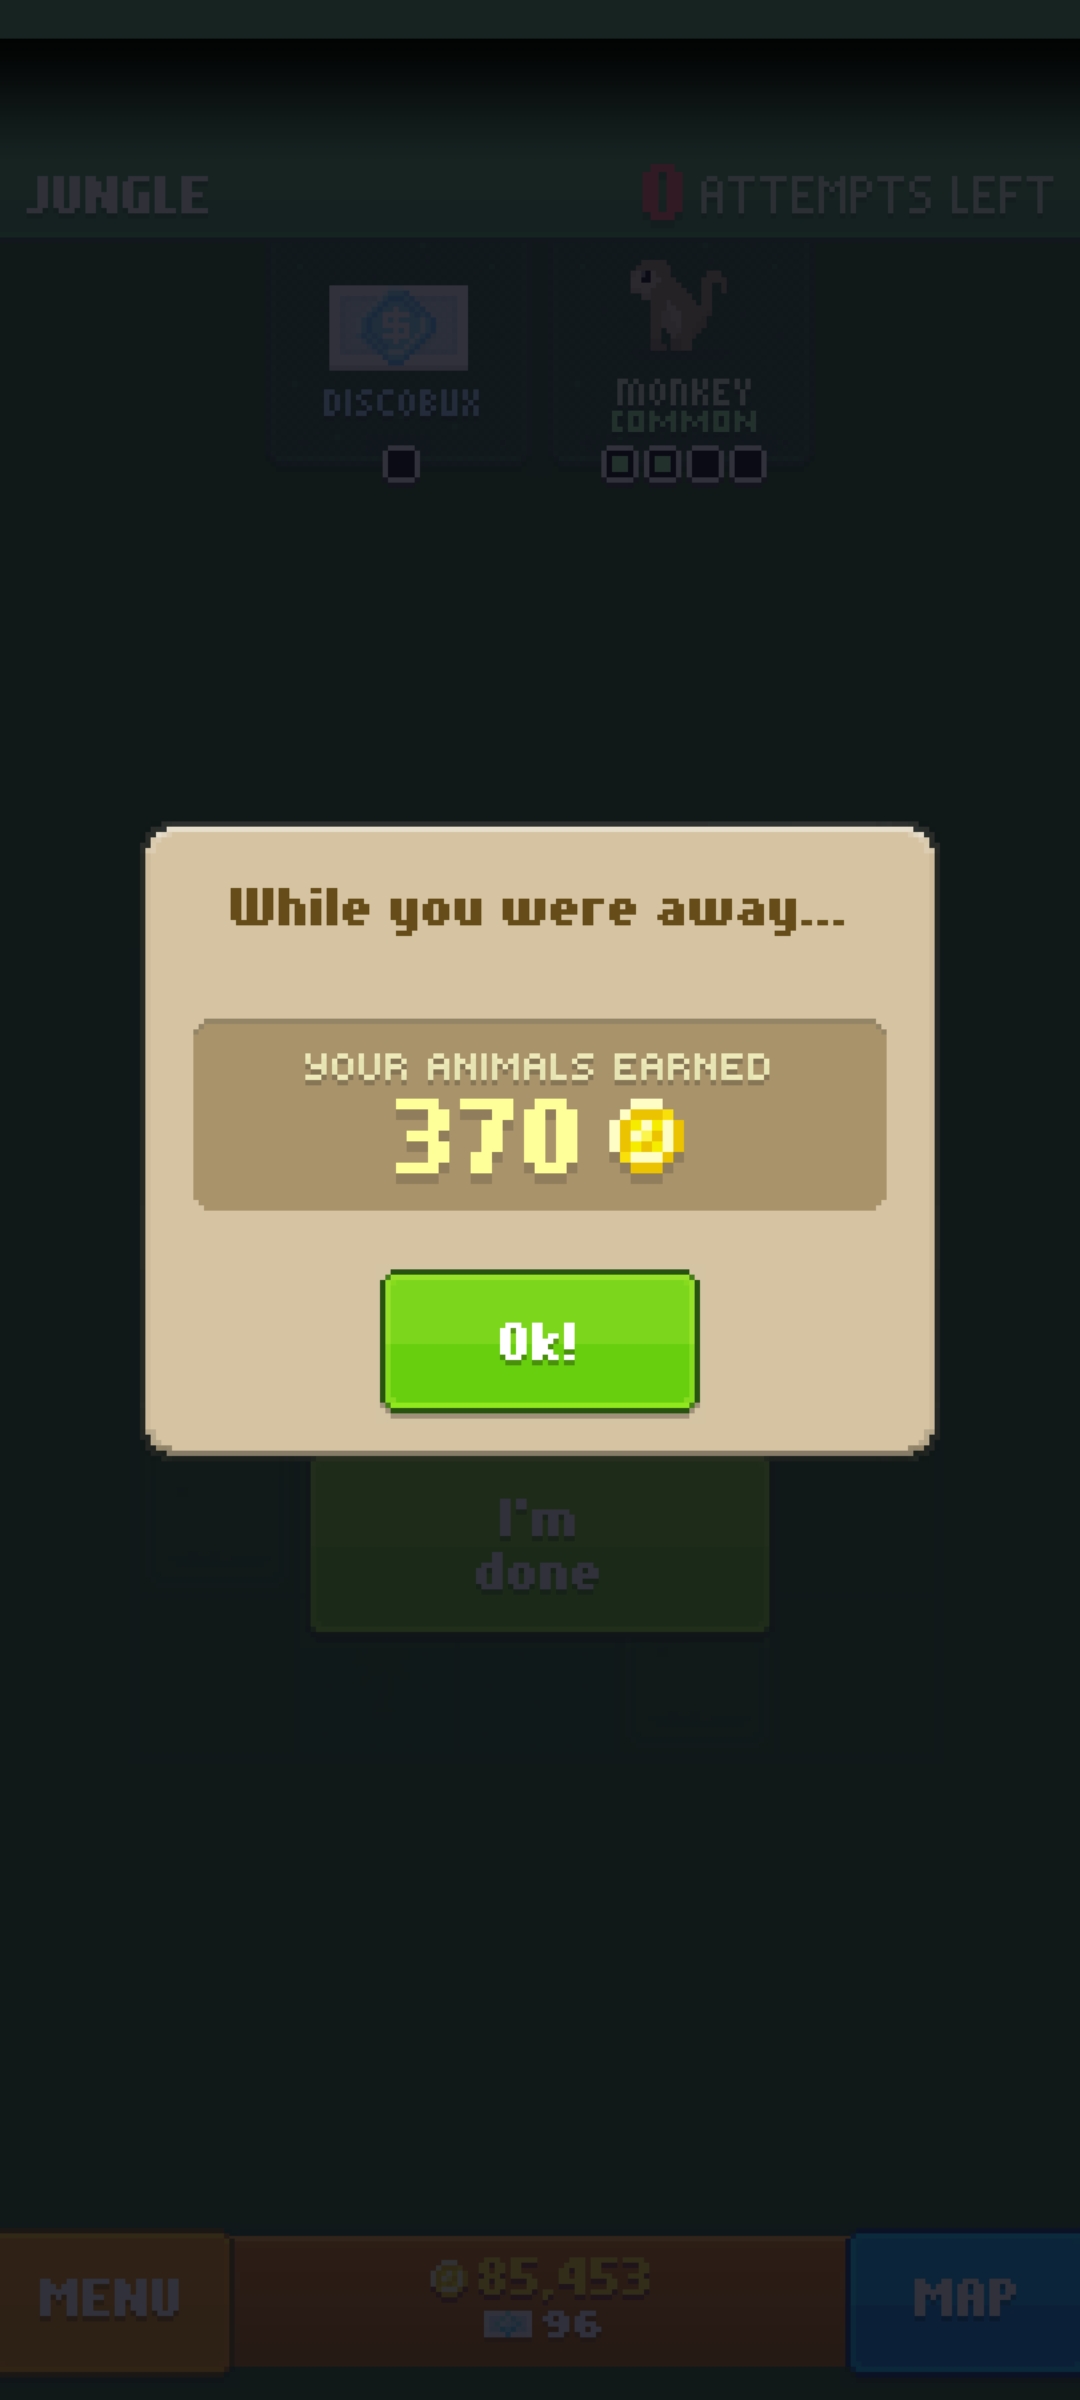 JUNGLE
0 ATTEMPTS LEFT
$
DISCOBUX
MONKEY
COMMON
While you were away...
YOUR ANIMALS EARNED
370
Ok!
I'm
done
MENU
85,453
96
MAP